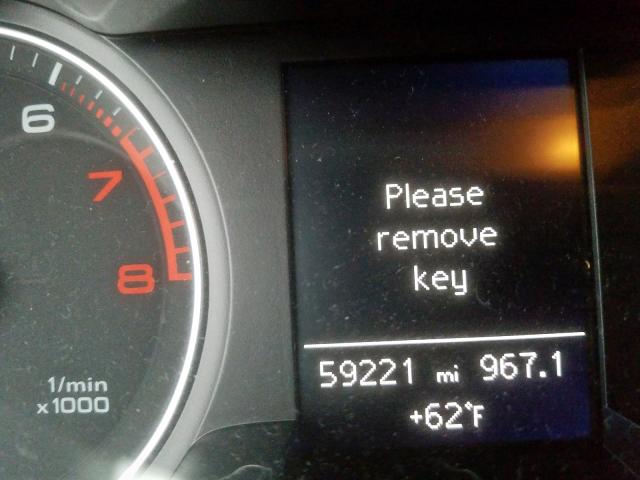 6
7
8
1/min
x1000
Please
remove
key
59221 mi 967.1
+62°F